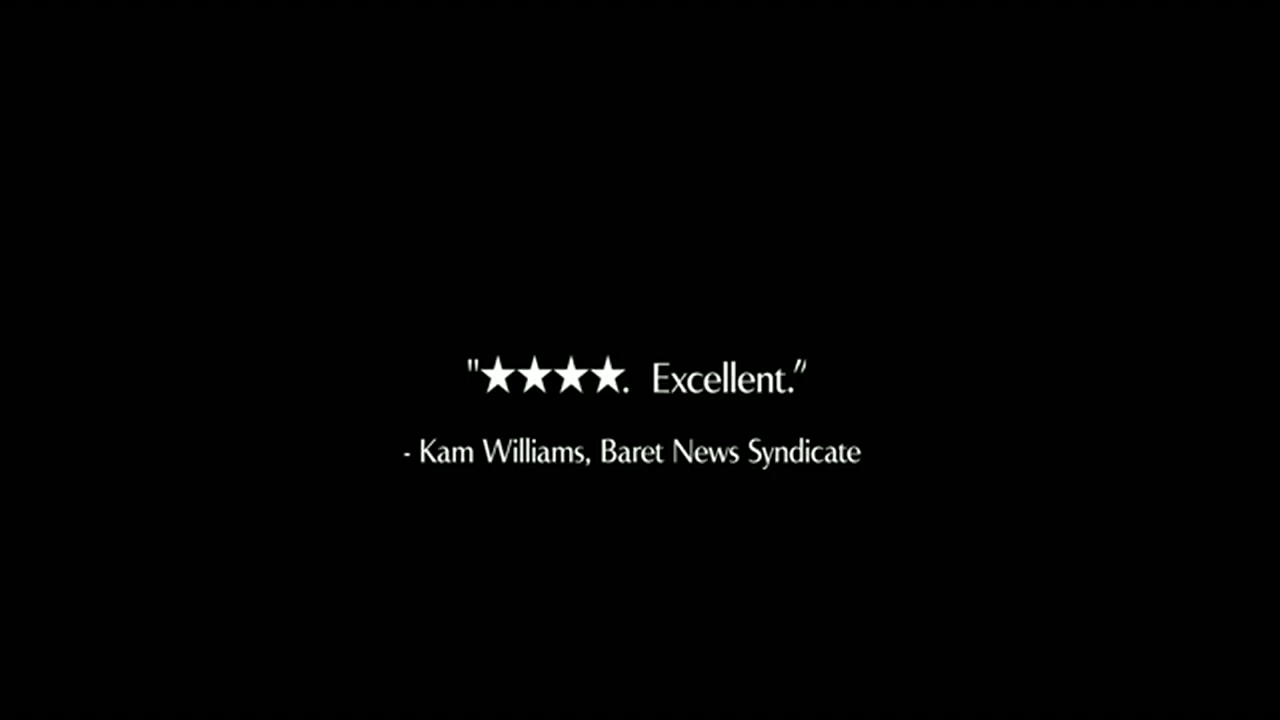 "★★★★. Excellent.”
- Kam Williams, Baret News Syndicate